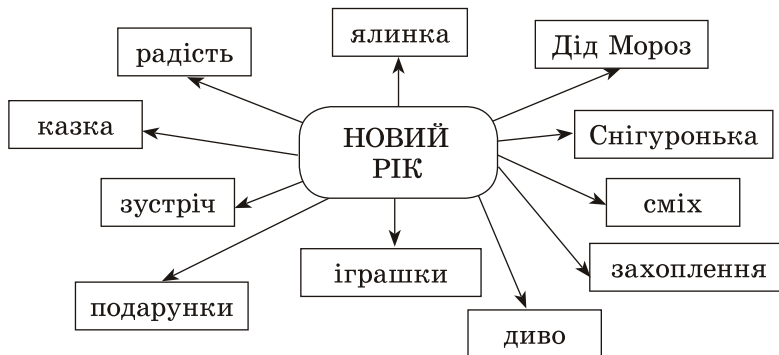 ялинка
Дід Мороз
радість
казка
НОВИЙ
РІК
Снігуронька
зустріч
сміх
іграшки
захоплення
подарунки
диво